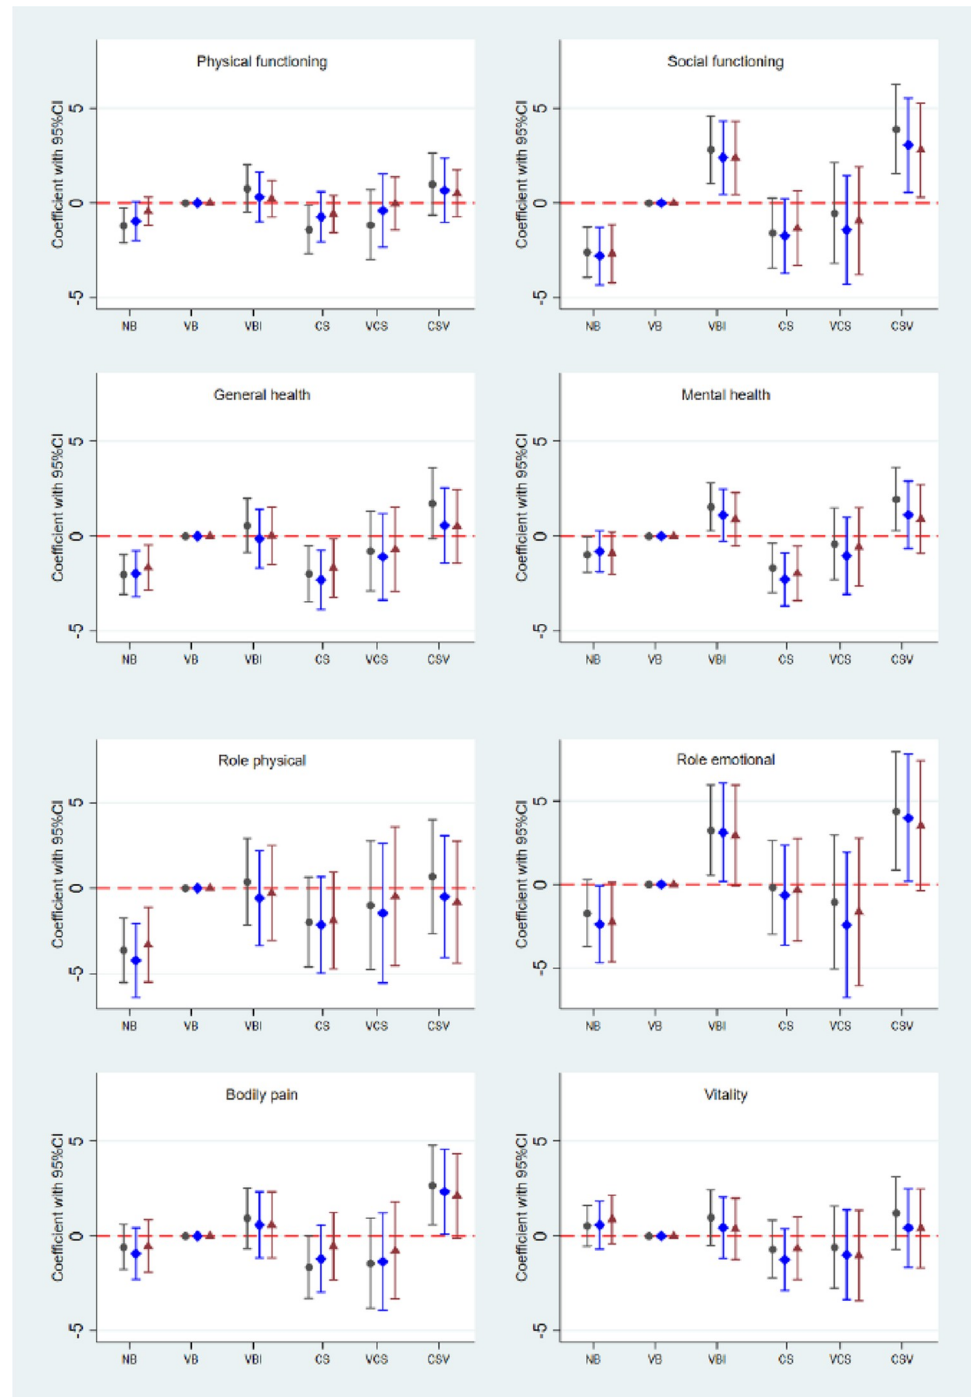 Physical functioning
Coefficient with 95%CI
5
0
-5
NB VB VBI CS VCS CSV
Social functioning
Coefficient with 95%CI
5
0
-5
NB VB VBI CS VCS CSV
General health
Coefficient with 95%CI
5
0
-5
NB VB VBI CS VCS CSV
Mental health
Coefficient with 95%CI
5
0
-5
NB VB VBI CS VCS CSV
Role physical
Coefficient with 95%CI
5
0
-5
NB VB VBI CS VCS CSV
Role emotional
Coefficient with 95%CI
5
0
-5
NB VB VBI CS VCS CSV
Bodily pain
Coefficient with 95%CI
5
0
-5
NB VB VBI CS VCS CSV
Vitality
Coefficient with 95%CI
5
0
-5
NB VB VBI CS VCS CSV